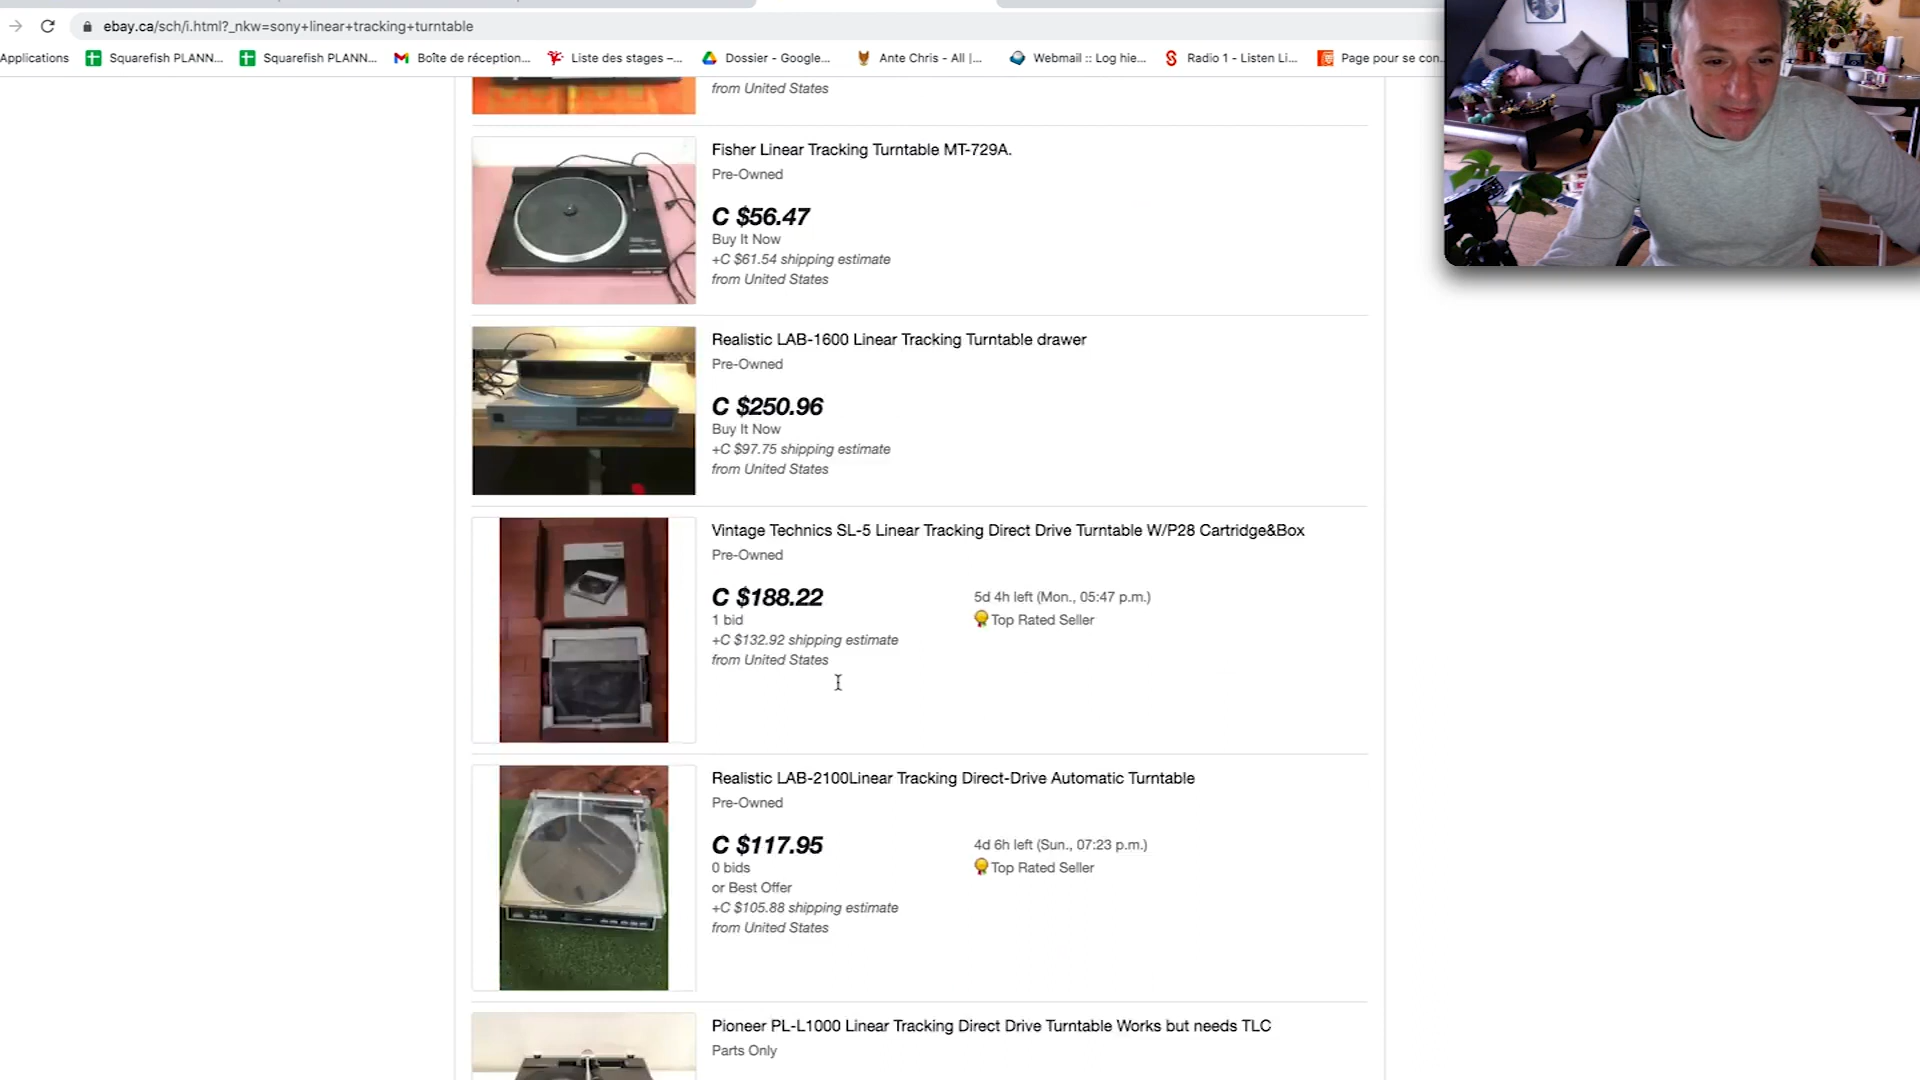 ebay.ca/sch/i.html?_nkw=sony+linear+tracking+turntable
Applications Squarefish PLANN... Squarefish PLANN... Boîte de réception... Liste des stages –... Dossier - Google... Ante Chris - All |... Webmail :: Log hie... Radio 1 - Listen Li... Page pour se con...
from United States
Fisher Linear Tracking Turntable MT-729A.
Pre-Owned
C $56.47
Buy It Now
+C $61.54 shipping estimate
from United States
Realistic LAB-1600 Linear Tracking Turntable drawer
Pre-Owned
C $250.96
Buy It Now
+C $97.75 shipping estimate
from United States
Vintage Technics SL-5 Linear Tracking Direct Drive Turntable W/P28 Cartridge&Box
Pre-Owned
C $188.22 5d 4h left (Mon., 05:47 p.m.)
1 bid Top Rated Seller
+C $132.92 shipping estimate
from United States
Realistic LAB-2100Linear Tracking Direct-Drive Automatic Turntable
Pre-Owned
C $117.95 4d 6h left (Sun., 07:23 p.m.)
0 bids Top Rated Seller
or Best Offer
+C $105.88 shipping estimate
from United States
Pioneer PL-L1000 Linear Tracking Direct Drive Turntable Works but needs TLC
Parts Only